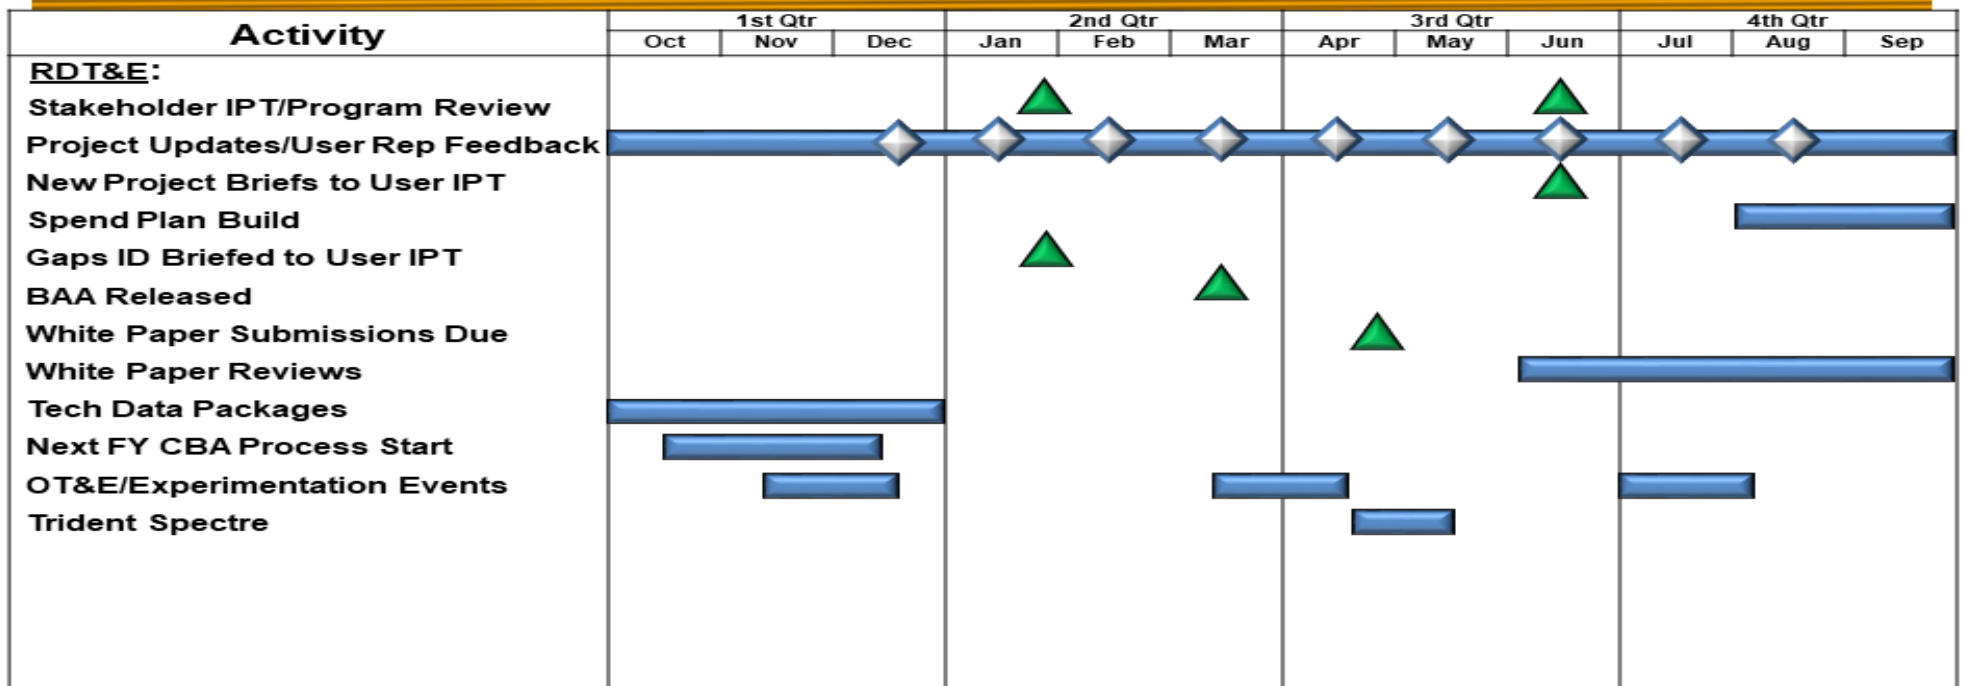 Activity
1st Qtr 2nd Qtr 3rd Qtr 4th Qtr
Oct Nov Dec Jan Feb Mar Apr May Jun Jul Aug Sep
RDT&E:
Stakeholder IPT/Program Review
Project Updates/User Rep Feedback
New Project Briefs to User IPT
Spend Plan Build
Gaps ID Briefed to User IPT
BAA Released
White Paper Submissions Due
White Paper Reviews
Tech Data Packages
Next FY CBA Process Start
OT&E/Experimentation Events
Trident Spectre